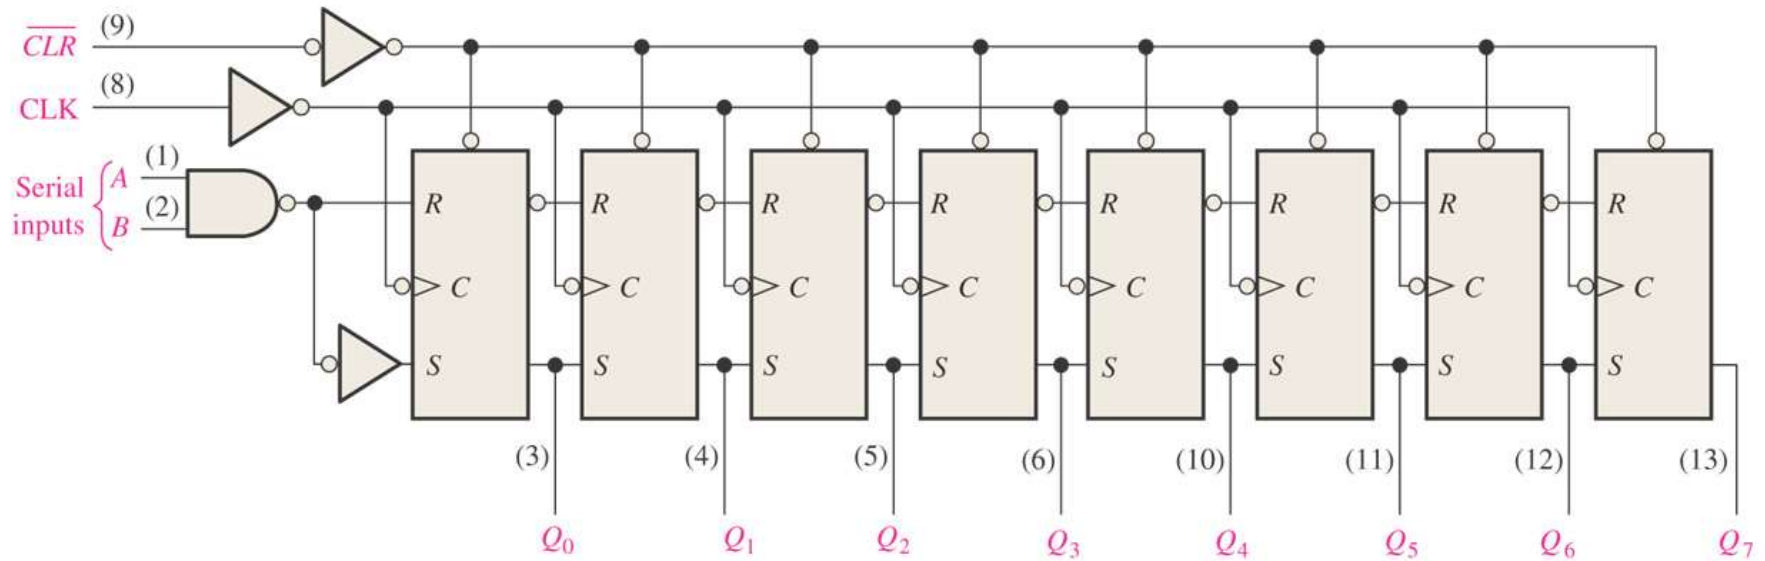 CLR (9)
CLK (8)
Serial inputs
A (1)
B (2)
R R R R R R R R
C C C C C C C C
S S S S S S S S
(3) (4) (5) (6) (10) (11) (12) (13)
Q0 Q1 Q2 Q3 Q4 Q5 Q6 Q7